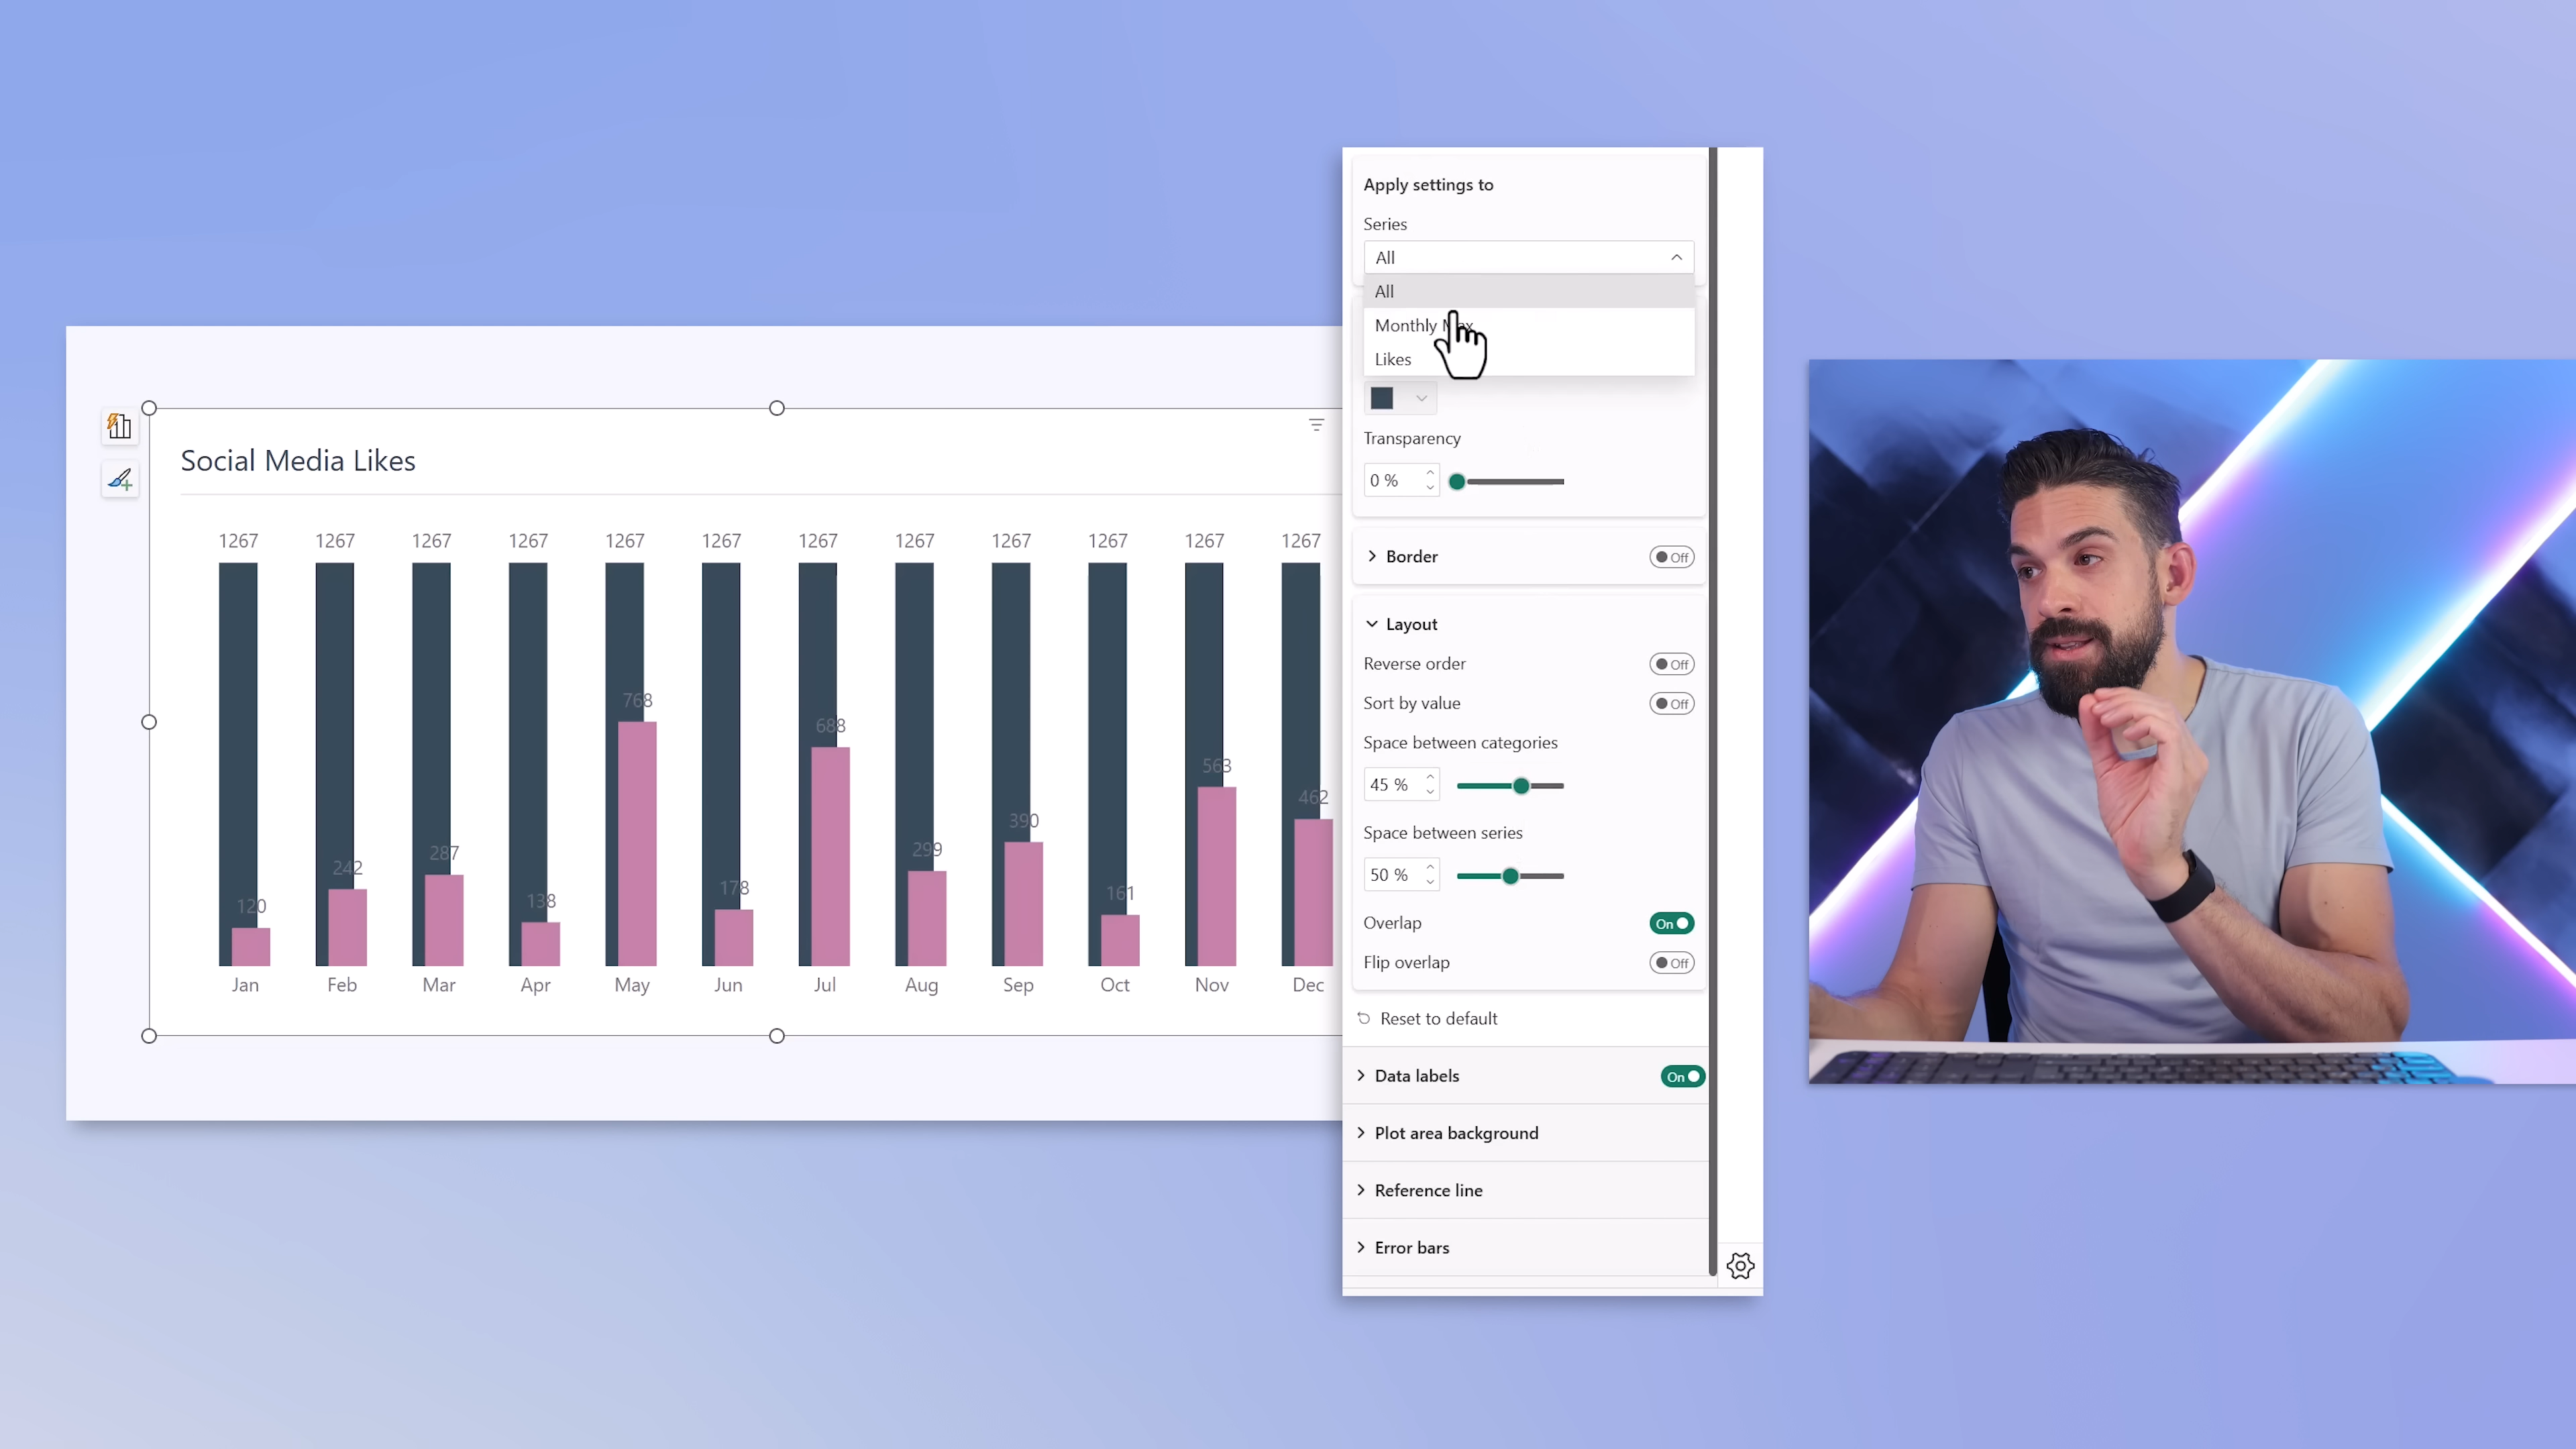 Social Media Likes
1267 1267 1267 1267 1267 1267 1267 1267 1267 1267 1267 1267
120 242 287 138 768 178 688 299 390 161 563 462
Jan Feb Mar Apr May Jun Jul Aug Sep Oct Nov Dec
Apply settings to
Series
All
All
Monthly
Likes
Transparency
0 %
Border Off
Layout
Reverse order Off
Sort by value Off
Space between categories
45 %
Space between series
50 %
Overlap On
Flip overlap Off
Reset to default
Data labels On
Plot area background
Reference line
Error bars